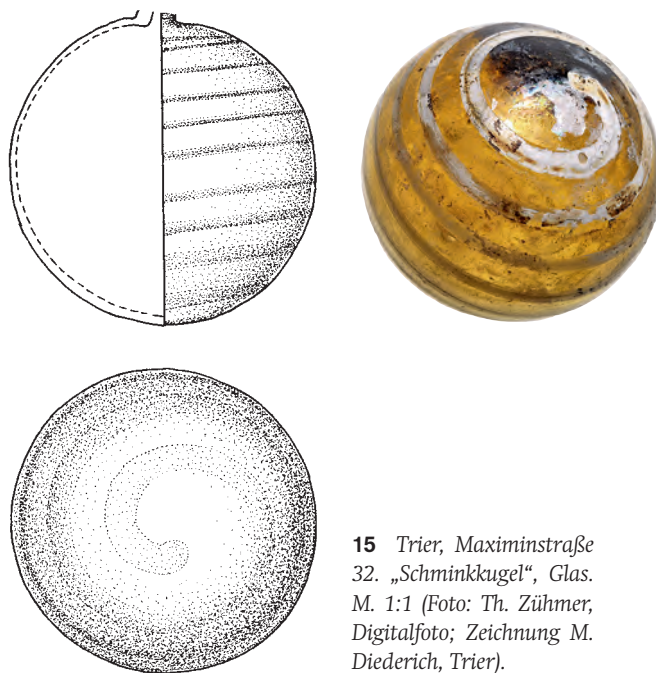 15 Trier, Maximinstraße
32. „Schminkkugel“, Glas.
M. 1:1 (Foto: Th. Zühmer,
Digitalfoto; Zeichnung M.
Diederich, Trier).